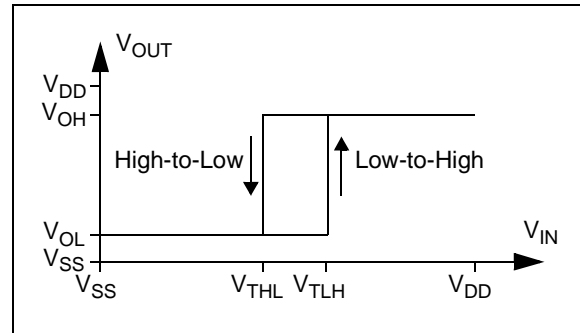 V_OUT
V_DD
V_OH
High-to-Low
Low-to-High
V_OL
V_IN
V_SS
V_SS V_THL V_TLH V_DD